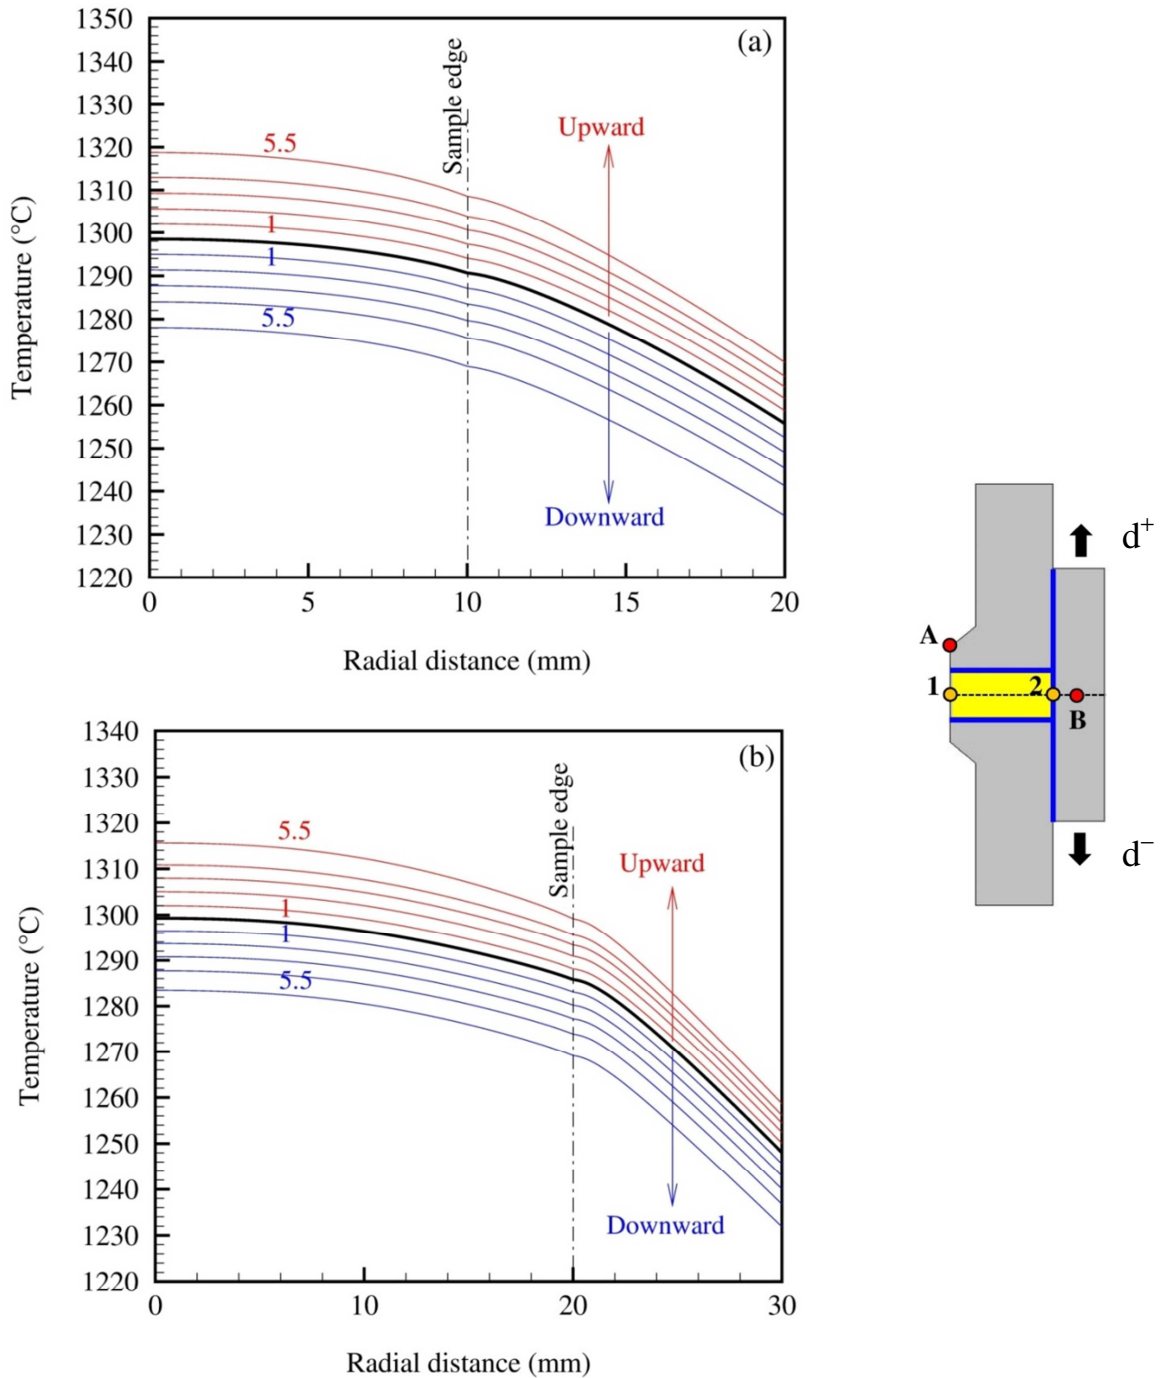 (a)
Temperature (°C)
1350
1340
1330
1320
1310
1300
1290
1280
1270
1260
1250
1240
1230
1220
Sample edge
5.5
1
1
5.5
Upward
Downward
0 5 10 15 20
Radial distance (mm)
d+
A
1 2
B
d−
(b)
Temperature (°C)
1340
1330
1320
1310
1300
1290
1280
1270
1260
1250
1240
1230
1220
Sample edge
5.5
1
1
5.5
Upward
Downward
0 10 20 30
Radial distance (mm)